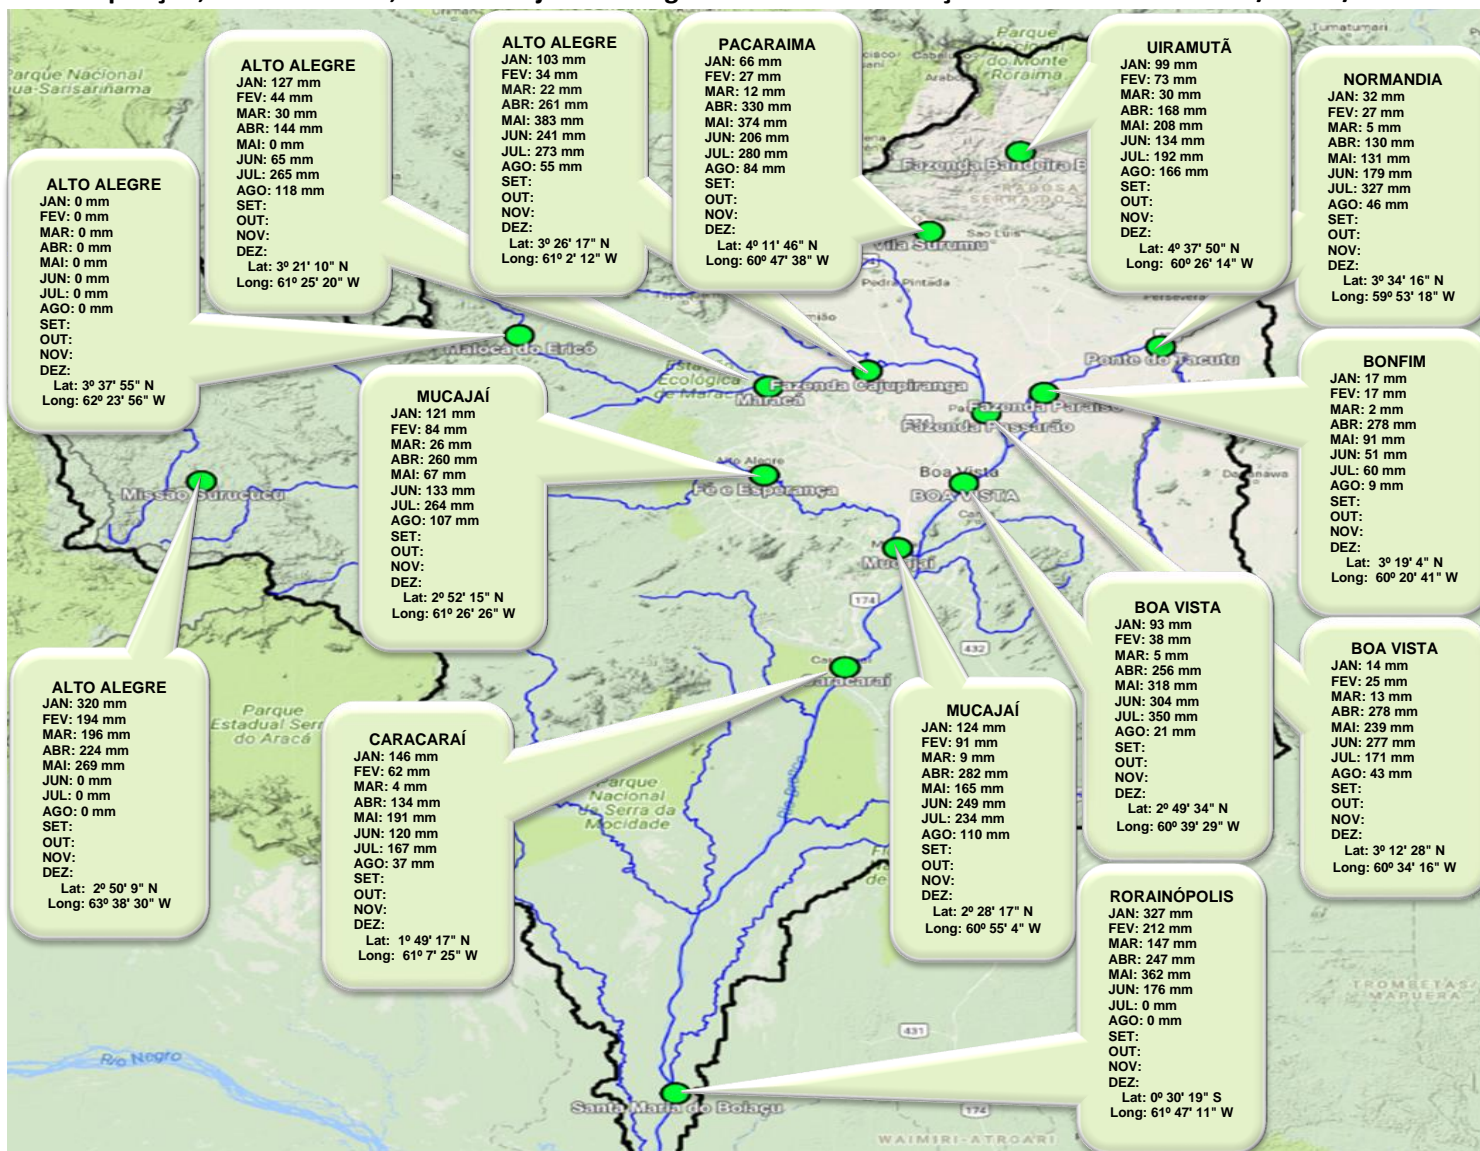 ALTO ALEGRE
JAN: 0 mm
FEV: 0 mm
MAR: 0 mm
ABR: 0 mm
MAI: 0 mm
JUN: 0 mm
JUL: 0 mm
AGO: 0 mm
SET:
OUT:
NOV:
DEZ:
Lat: 3º 37' 55" N
Long: 62º 23' 56" W
ALTO ALEGRE
JAN: 127 mm
FEV: 44 mm
MAR: 30 mm
ABR: 144 mm
MAI: 0 mm
JUN: 65 mm
JUL: 265 mm
AGO: 118 mm
SET:
OUT:
NOV:
DEZ:
Lat: 3º 21' 10" N
Long: 61º 25' 20" W
ALTO ALEGRE
JAN: 103 mm
FEV: 34 mm
MAR: 22 mm
ABR: 261 mm
MAI: 383 mm
JUN: 241 mm
JUL: 273 mm
AGO: 55 mm
SET:
OUT:
NOV:
DEZ:
Lat: 3º 26' 17" N
Long: 61º 2' 12" W
PACARAIMA
JAN: 66 mm
FEV: 27 mm
MAR: 12 mm
ABR: 330 mm
MAI: 374 mm
JUN: 206 mm
JUL: 280 mm
AGO: 84 mm
SET:
OUT:
NOV:
DEZ:
Lat: 4º 11' 46" N
Long: 60º 47' 38" W
UIRAMUTÃ
JAN: 99 mm
FEV: 73 mm
MAR: 30 mm
ABR: 168 mm
MAI: 208 mm
JUN: 134 mm
JUL: 192 mm
AGO: 166 mm
SET:
OUT:
NOV:
DEZ:
Lat: 4º 37' 50" N
Long: 60º 26' 14" W
NORMANDIA
JAN: 32 mm
FEV: 27 mm
MAR: 5 mm
ABR: 130 mm
MAI: 131 mm
JUN: 179 mm
JUL: 327 mm
AGO: 46 mm
SET:
OUT:
NOV:
DEZ:
Lat: 3º 34' 16" N
Long: 59º 53' 18" W
BONFIM
JAN: 17 mm
FEV: 17 mm
MAR: 2 mm
ABR: 278 mm
MAI: 91 mm
JUN: 51 mm
JUL: 60 mm
AGO: 9 mm
SET:
OUT:
NOV:
DEZ:
Lat: 3º 19' 4" N
Long: 60º 20' 41" W
MUCAJAÍ
JAN: 121 mm
FEV: 84 mm
MAR: 26 mm
ABR: 260 mm
MAI: 67 mm
JUN: 133 mm
JUL: 264 mm
AGO: 107 mm
SET:
OUT:
NOV:
DEZ:
Lat: 2º 52' 15" N
Long: 61º 26' 26" W
ALTO ALEGRE
JAN: 320 mm
FEV: 194 mm
MAR: 196 mm
ABR: 224 mm
MAI: 269 mm
JUN: 0 mm
JUL: 0 mm
AGO: 0 mm
SET:
OUT:
NOV:
DEZ:
Lat: 2º 50' 9" N
Long: 63º 38' 30" W
CARACARAÍ
JAN: 146 mm
FEV: 62 mm
MAR: 4 mm
ABR: 134 mm
MAI: 191 mm
JUN: 120 mm
JUL: 167 mm
AGO: 37 mm
SET:
OUT:
NOV:
DEZ:
Lat: 1º 49' 17" N
Long: 61º 7' 25" W
MUCAJAÍ
JAN: 124 mm
FEV: 91 mm
MAR: 9 mm
ABR: 282 mm
MAI: 165 mm
JUN: 249 mm
JUL: 234 mm
AGO: 110 mm
SET:
OUT:
NOV:
DEZ:
Lat: 2º 28' 17" N
Long: 60º 55' 4" W
BOA VISTA
JAN: 93 mm
FEV: 38 mm
MAR: 5 mm
ABR: 256 mm
MAI: 318 mm
JUN: 304 mm
JUL: 350 mm
AGO: 21 mm
SET:
OUT:
NOV:
DEZ:
Lat: 2º 49' 34" N
Long: 60º 39' 29" W
BOA VISTA
JAN: 14 mm
FEV: 25 mm
MAR: 13 mm
ABR: 278 mm
MAI: 239 mm
JUN: 277 mm
JUL: 171 mm
AGO: 43 mm
SET:
OUT:
NOV:
DEZ:
Lat: 3º 12' 28" N
Long: 60º 34' 16" W
RORAINÓPOLIS
JAN: 327 mm
FEV: 212 mm
MAR: 147 mm
ABR: 247 mm
MAI: 362 mm
JUN: 176 mm
JUL: 0 mm
AGO: 0 mm
SET:
OUT:
NOV:
DEZ:
Lat: 0º 30' 19" S
Long: 61º 47' 11" W
Parque
do Monte
Roraima
Tumatumari
Fazenda Bandeira B
Vila Surumu
Sao Luis
Pedra Pintada
Maloca do Ericó
Ecológica
Maracá
Fazenda Cajupiranga
Ponte do Tacutu
Fazenda Paraíso
Fazenda Passarão
Alto Alegre
Fé e Esperança
Boa Vista
BOA VISTA
Missão Surucucu
Mucajaí
174
432
Caracaraí
Parque
Estadual Serr
do Aracá
Parque
Nacional
da Serra da
Mocidade
Rio Branco
Rio Negro
431
174
Santa Maria do Boiaçu
WAIMIRI-ATROARI
TROMBETAS/
MAPUERA